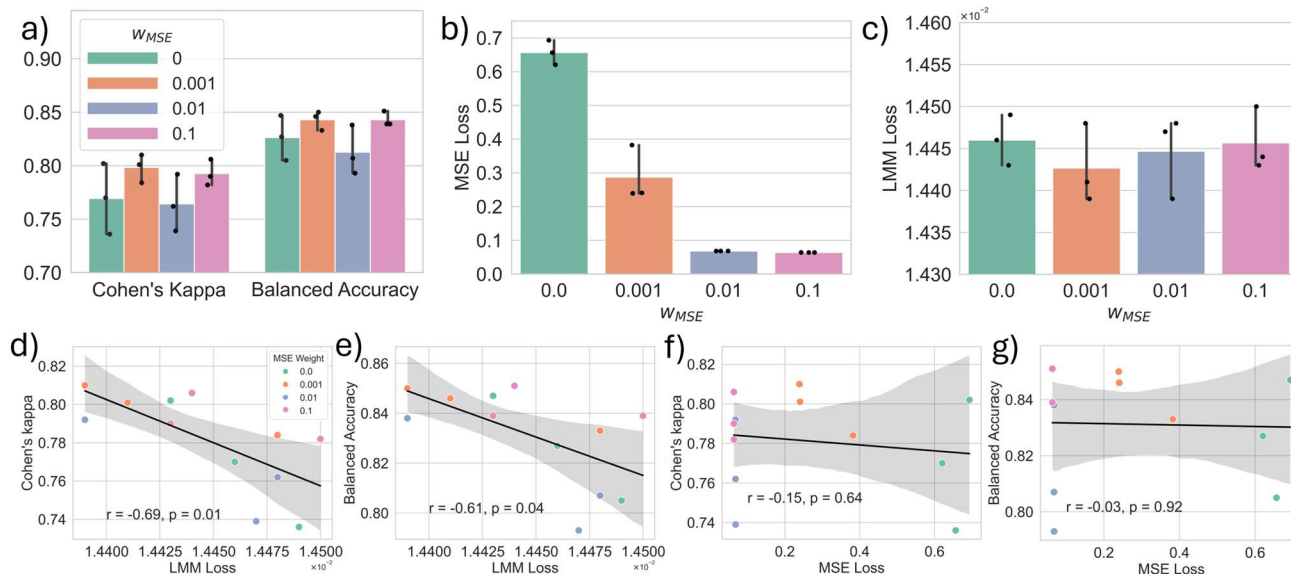 a)
w_MSE
0
0.001
0.01
0.1
0.90
0.85
0.80
0.75
0.70
Cohen's Kappa
Balanced Accuracy
b)
MSE Loss
0.7
0.6
0.5
0.4
0.3
0.2
0.1
0.0
0.0
0.001
0.01
0.1
w_MSE
c)
×10⁻²
LMM Loss
1.460
1.455
1.450
1.445
1.440
1.435
1.430
0.0
0.001
0.01
0.1
w_MSE
d)
Cohen's kappa
0.82
0.80
0.78
0.76
0.74
MSE Weight
0.0
0.001
0.01
0.1
r = -0.69, p = 0.01
1.4400
1.4425
1.4450
1.4475
1.4500
LMM Loss
×10⁻²
e)
Balanced Accuracy
0.86
0.84
0.82
0.80
r = -0.61, p = 0.04
1.4400
1.4425
1.4450
1.4475
1.4500
LMM Loss
×10⁻²
f)
Cohen's kappa
0.82
0.80
0.78
0.76
0.74
r = -0.15, p = 0.64
0.2
0.4
0.6
MSE Loss
g)
Balanced Accuracy
0.84
0.82
0.80
r = -0.03, p = 0.92
0.2
0.4
0.6
MSE Loss